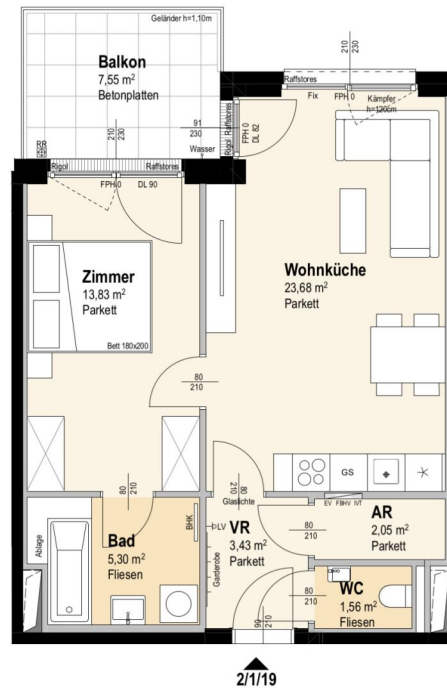 Geländer h=1,10m
Balkon
7,55 m²
Betonplatten
210
230
Raffstores
Fix
FPH 0
Kämpfer
h=1200cm
91
230
Rigol Raffstores
FPH 0
DL 82
Wasser
210
230
Rigol
Raffstores
FPH 0
DL 90
Zimmer
13,83 m²
Parkett
Bett 180x200
Wohnküche
23,68 m²
Parkett
80
210
80
210
80
210
Glaslichte
GS
EV FBHV IVT
Ablage
Bad
5,30 m²
Fliesen
BHK
LV
Garderobe
VR
3,43 m²
Parkett
80
210
AR
2,05 m²
Parkett
80
210
WC
1,56 m²
Fliesen
90
210
2/1/19